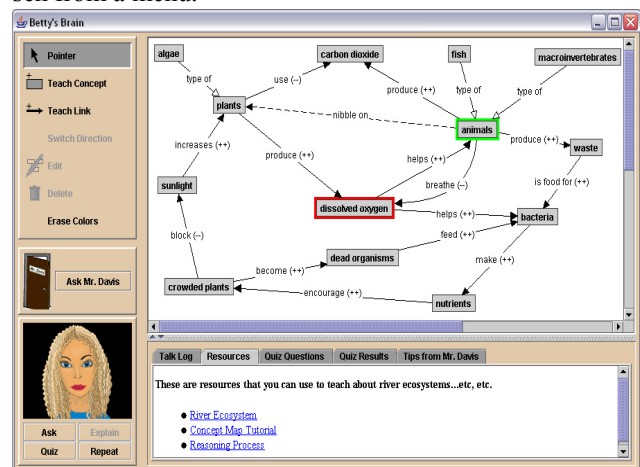 sen from a menu.
Betty's Brain
Pointer
Teach Concept
Teach Link
Switch Direction
Edit
Delete
Erase Colors
Ask Mr. Davis
Ask
Explain
Quiz
Repeat
algae
carbon dioxide
fish
macroinvertebrates
type of
use (--)
produce (++)
type of
type of
plants
nibble on
animals
increases (++)
produce (++)
produce (++)
waste
helps (++)
sunlight
breathe (--)
is food for (++)
dissolved oxygen
helps (++)
bacteria
block (--)
feed (++)
dead organisms
become (++)
make (++)
crowded plants
encourage (++)
nutrients
Talk Log
Resources
Quiz Questions
Quiz Results
Tips from Mr. Davis
These are resources that you can use to teach about river ecosystems...etc, etc.
River Ecosystem
Concept Map Tutorial
Reasoning Process